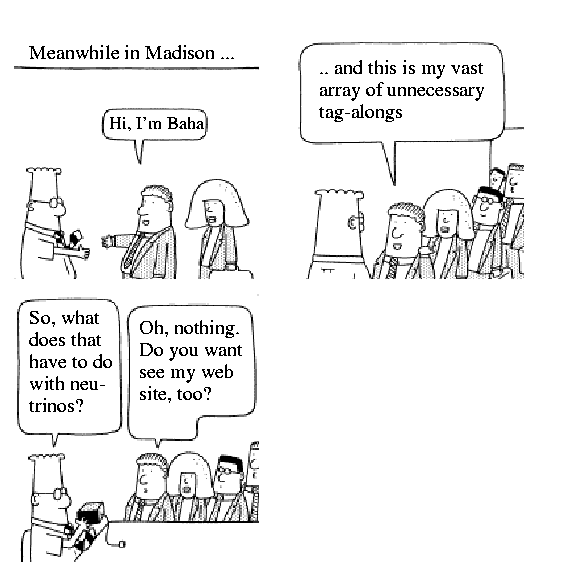 Meanwhile in Madison ...
Hi, I'm Baha
.. and this is my vast
array of unnecessary
tag-alongs
So, what
does that
have to do
with neu-
trinos?
Oh, nothing.
Do you want
see my web
site, too?